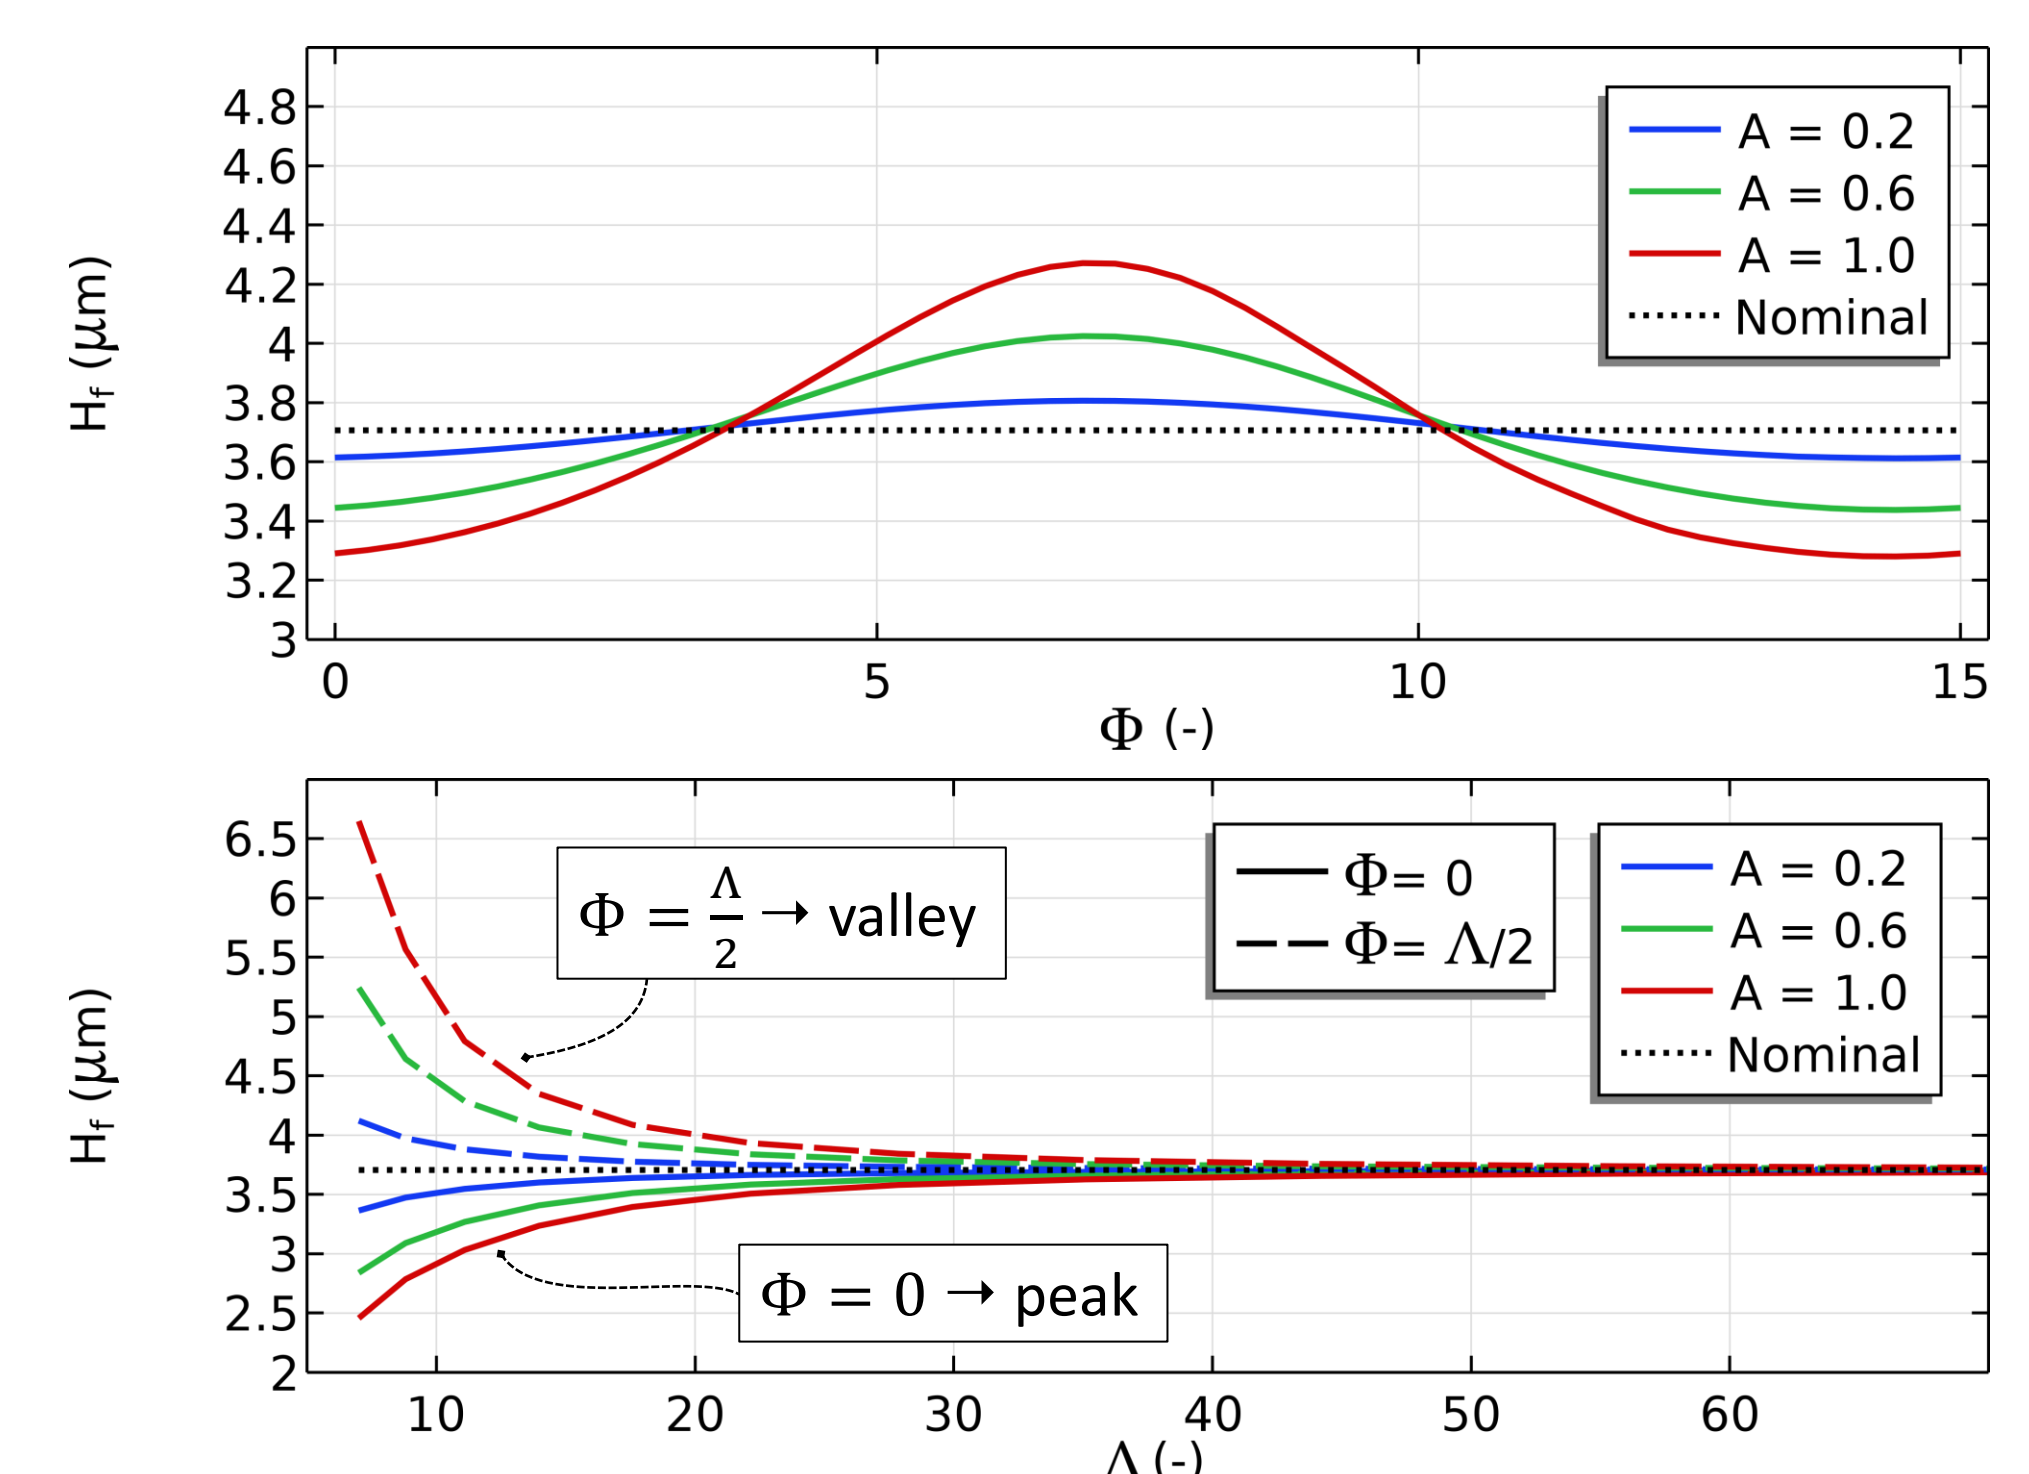 4.8
4.6
4.4
4.2
4
3.8
3.6
3.4
3.2
3
H_f (μm)
A = 0.2
A = 0.6
A = 1.0
Nominal
0 5 10 15
Φ (-)
6.5
6
5.5
5
4.5
4
3.5
3
2.5
2
H_f (μm)
Φ = Λ/2 → valley
Φ= 0
Φ= Λ/2
A = 0.2
A = 0.6
A = 1.0
Nominal
Φ = 0 → peak
10 20 30 40 50 60
Λ (-)